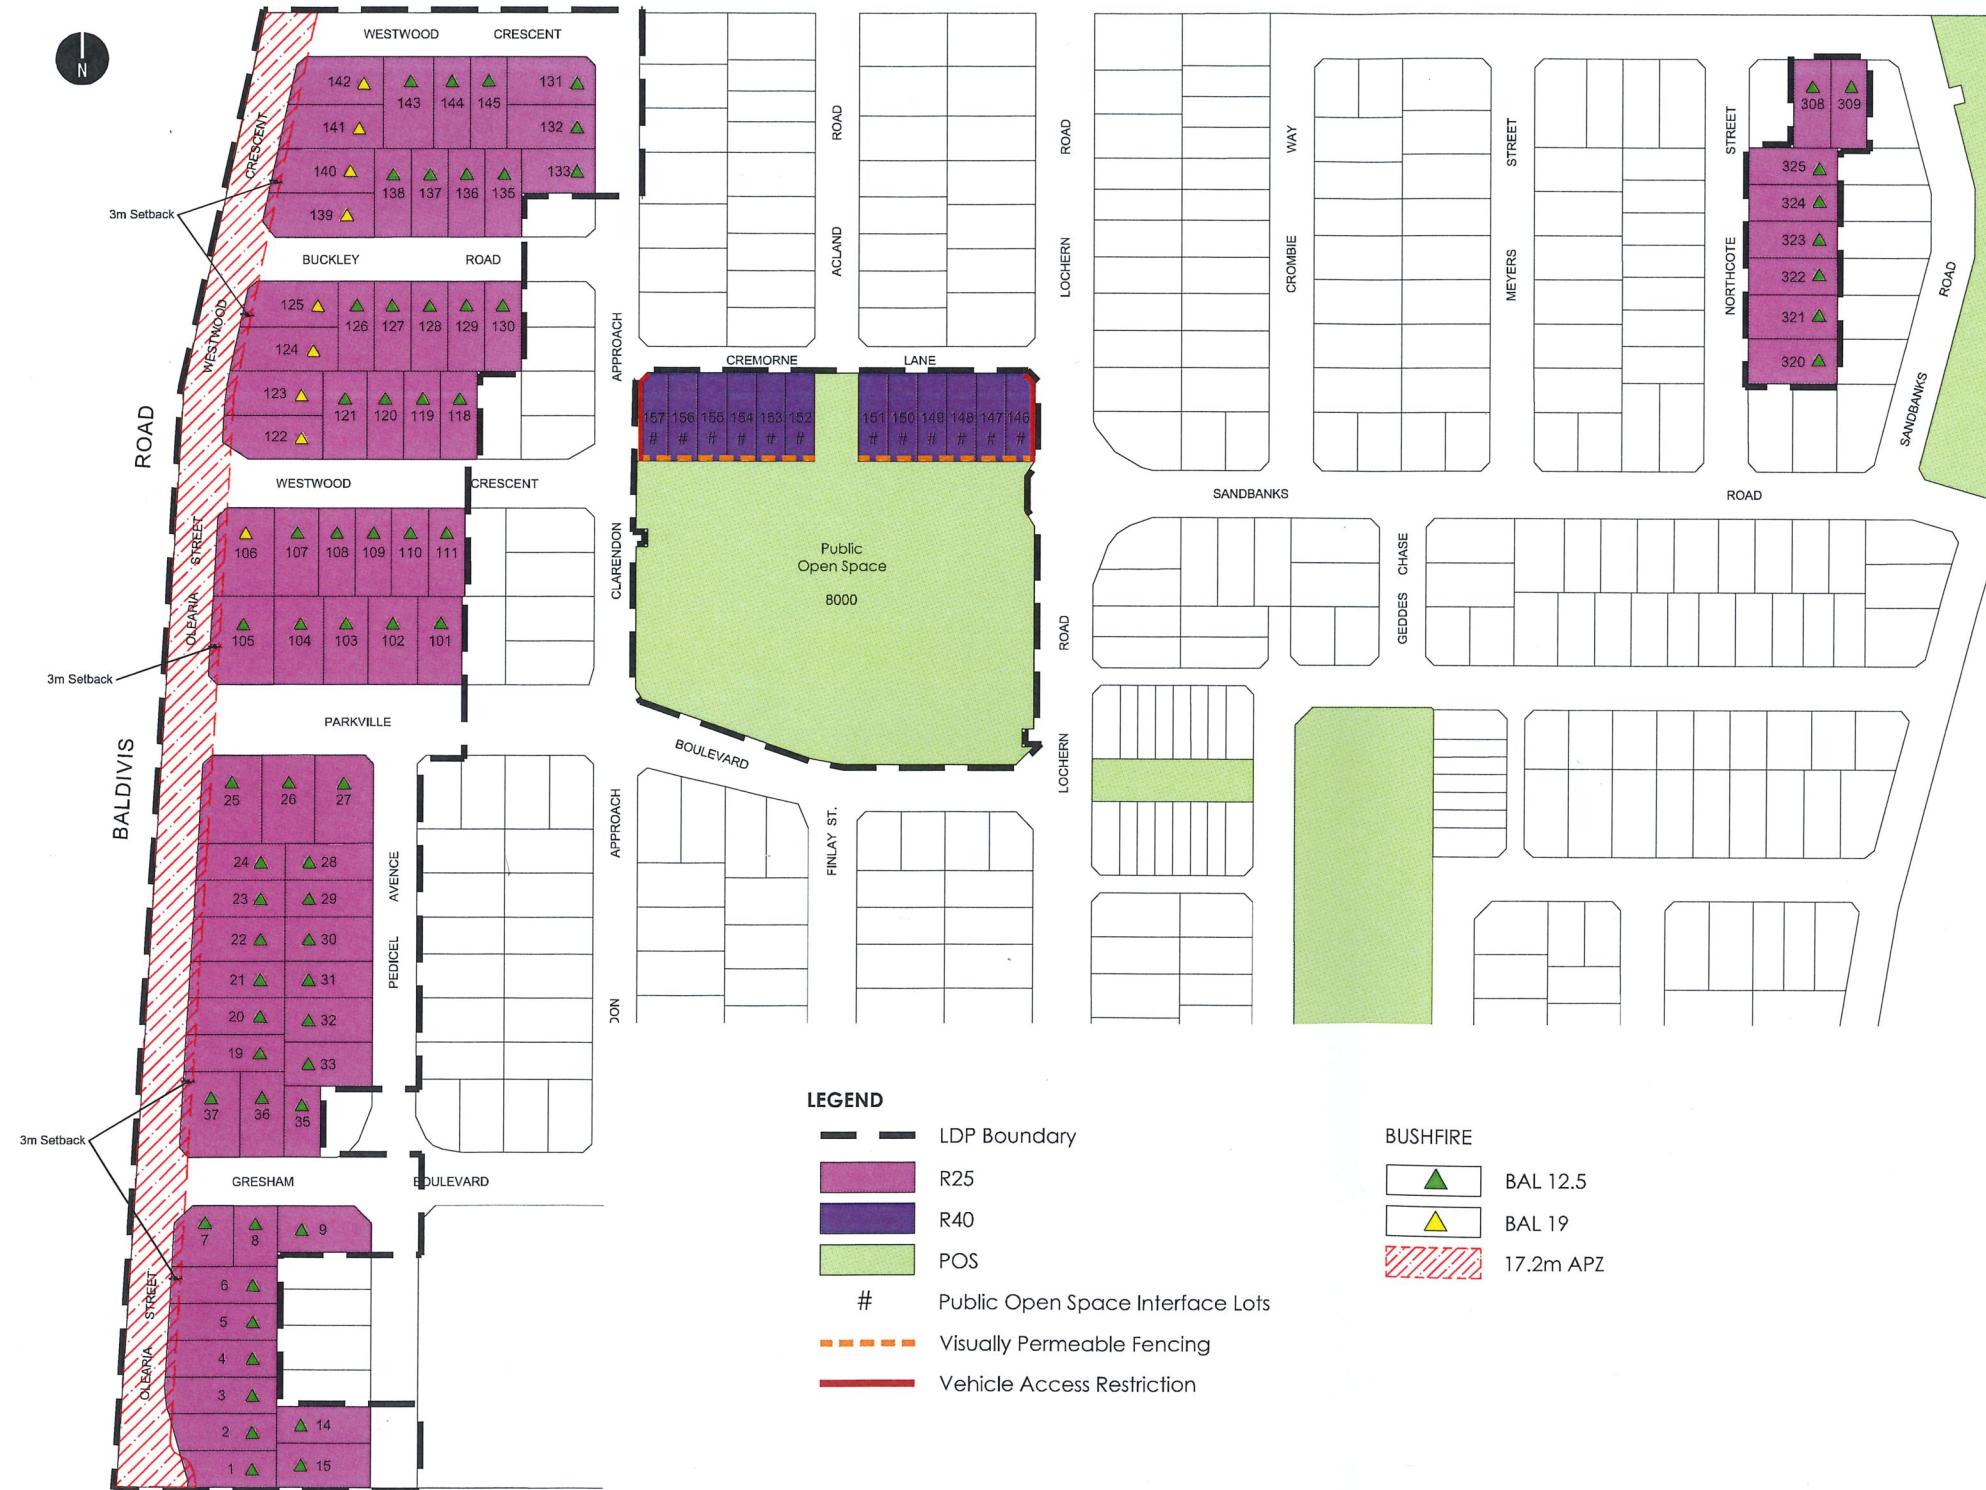 N
WESTWOOD CRESCENT
142
143
144
145
131
141
132
140
138
137
136
135
133
139
CRESCENT
3m Setback
BUCKLEY ROAD
125
126
127
128
129
130
124
123
121
120
119
118
122
WESTWOOD
APPROACH
ROAD
WESTWOOD CRESCENT
106
107
108
109
110
111
105
104
103
102
101
OLEARIA STREET
CLARENDON
3m Setback
PARKVILLE
BOULEVARD
BALDIVIS
25
26
27
24
28
23
29
22
30
21
31
20
32
19
33
37
36
35
PEDICEL AVENCE
APPROACH
DON
3m Setback
GRESHAM BOULEVARD
7
8
9
6
5
4
3
2
14
1
15
OLEARIA STREET
ACLAND ROAD
LOCHERN ROAD
CREMORNE LANE
157
156
155
154
153
152
151
150
149
148
147
146
# # # # # # # # # # # #
Public
Open Space
8000
LOCHERN ROAD
FINLAY ST.
CROMBIE WAY
MEYERS STREET
NORTHCOTE STREET
308
309
325
324
323
322
321
320
SANDBANKS ROAD
SANDBANKS ROAD
GEDDES CHASE
LEGEND
LDP Boundary
R25
R40
POS
# Public Open Space Interface Lots
Visually Permeable Fencing
Vehicle Access Restriction
BUSHFIRE
BAL 12.5
BAL 19
17.2m APZ